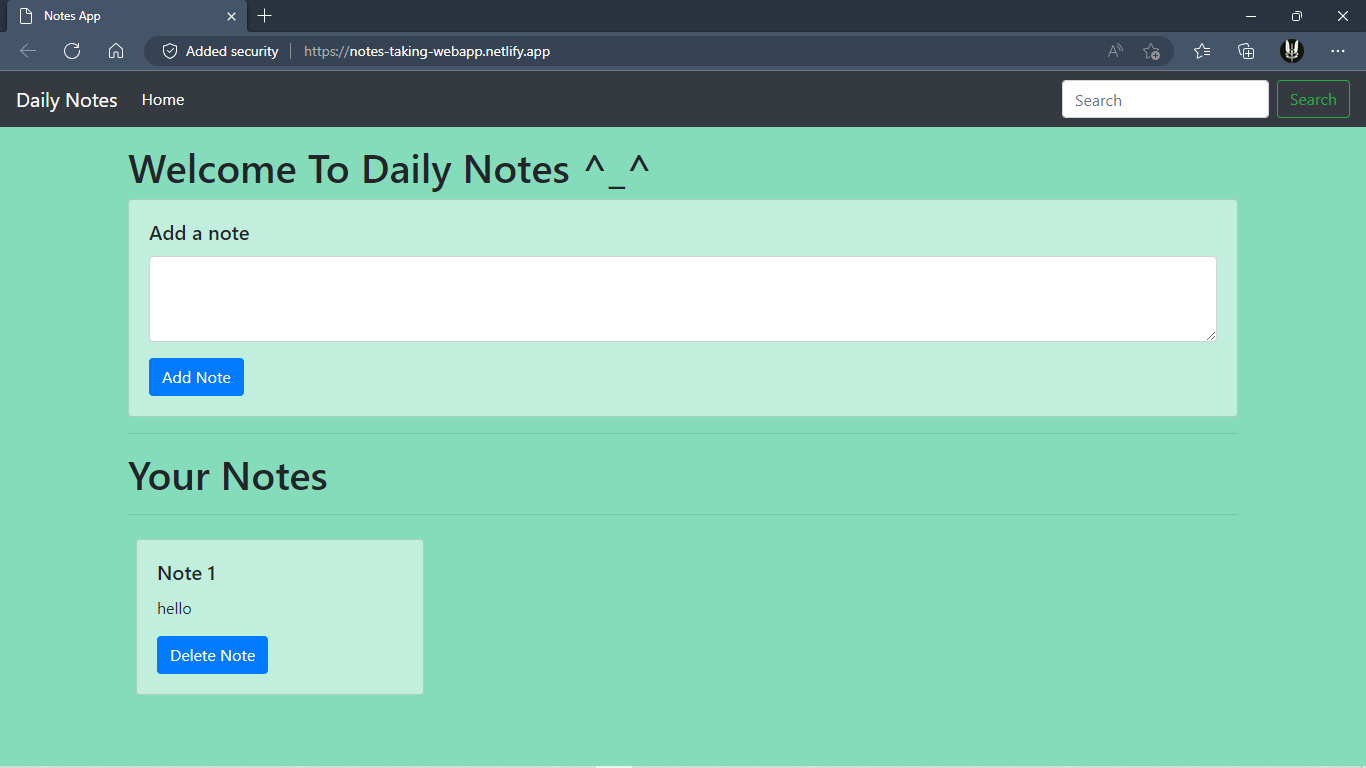 Notes App
Added security https://notes-taking-webapp.netlify.app
Daily Notes Home Search Search
Welcome To Daily Notes ^_^
Add a note
Add Note
Your Notes
Note 1
hello
Delete Note